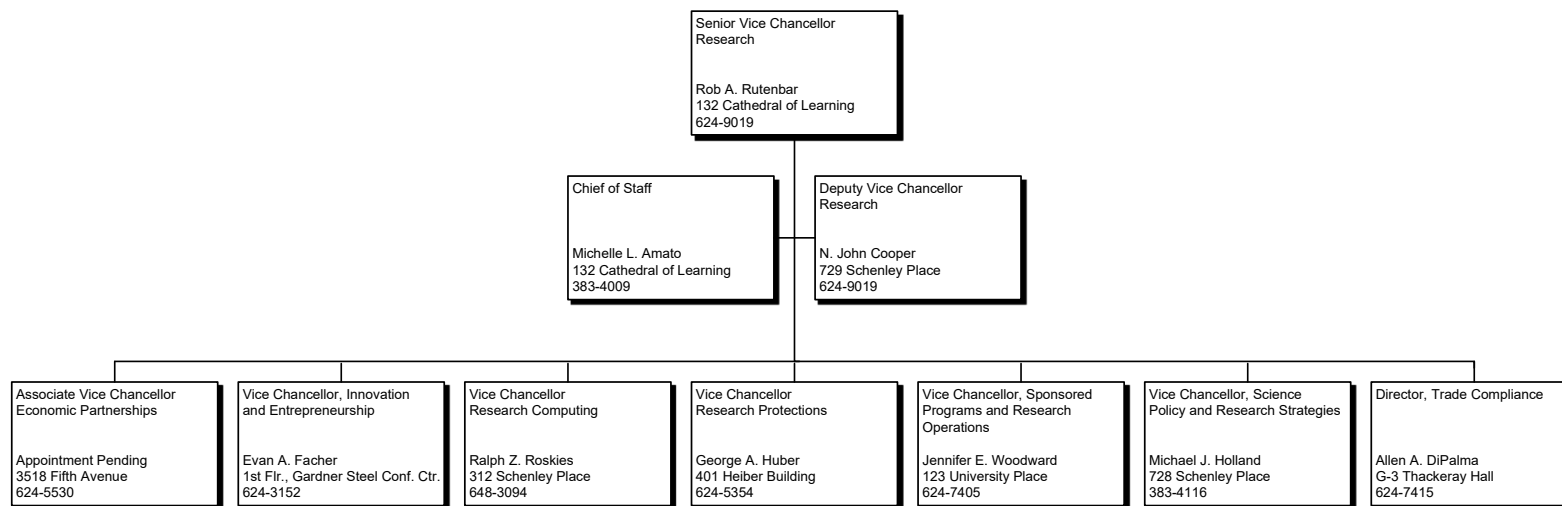 Senior Vice Chancellor
Research
Rob A. Rutenbar
132 Cathedral of Learning
624-9019
Chief of Staff
Michelle L. Amato
132 Cathedral of Learning
383-4009
Deputy Vice Chancellor
Research
N. John Cooper
729 Schenley Place
624-9019
Associate Vice Chancellor
Economic Partnerships
Appointment Pending
3518 Fifth Avenue
624-5530
Vice Chancellor, Innovation
and Entrepreneurship
Evan A. Facher
1st Flr., Gardner Steel Conf. Ctr.
624-3152
Vice Chancellor
Research Computing
Ralph Z. Roskies
312 Schenley Place
648-3094
Vice Chancellor
Research Protections
George A. Huber
401 Heiber Building
624-5354
Vice Chancellor, Sponsored
Programs and Research
Operations
Jennifer E. Woodward
123 University Place
624-7405
Vice Chancellor, Science
Policy and Research Strategies
Michael J. Holland
728 Schenley Place
383-4116
Director, Trade Compliance
Allen A. DiPalma
G-3 Thackeray Hall
624-7415